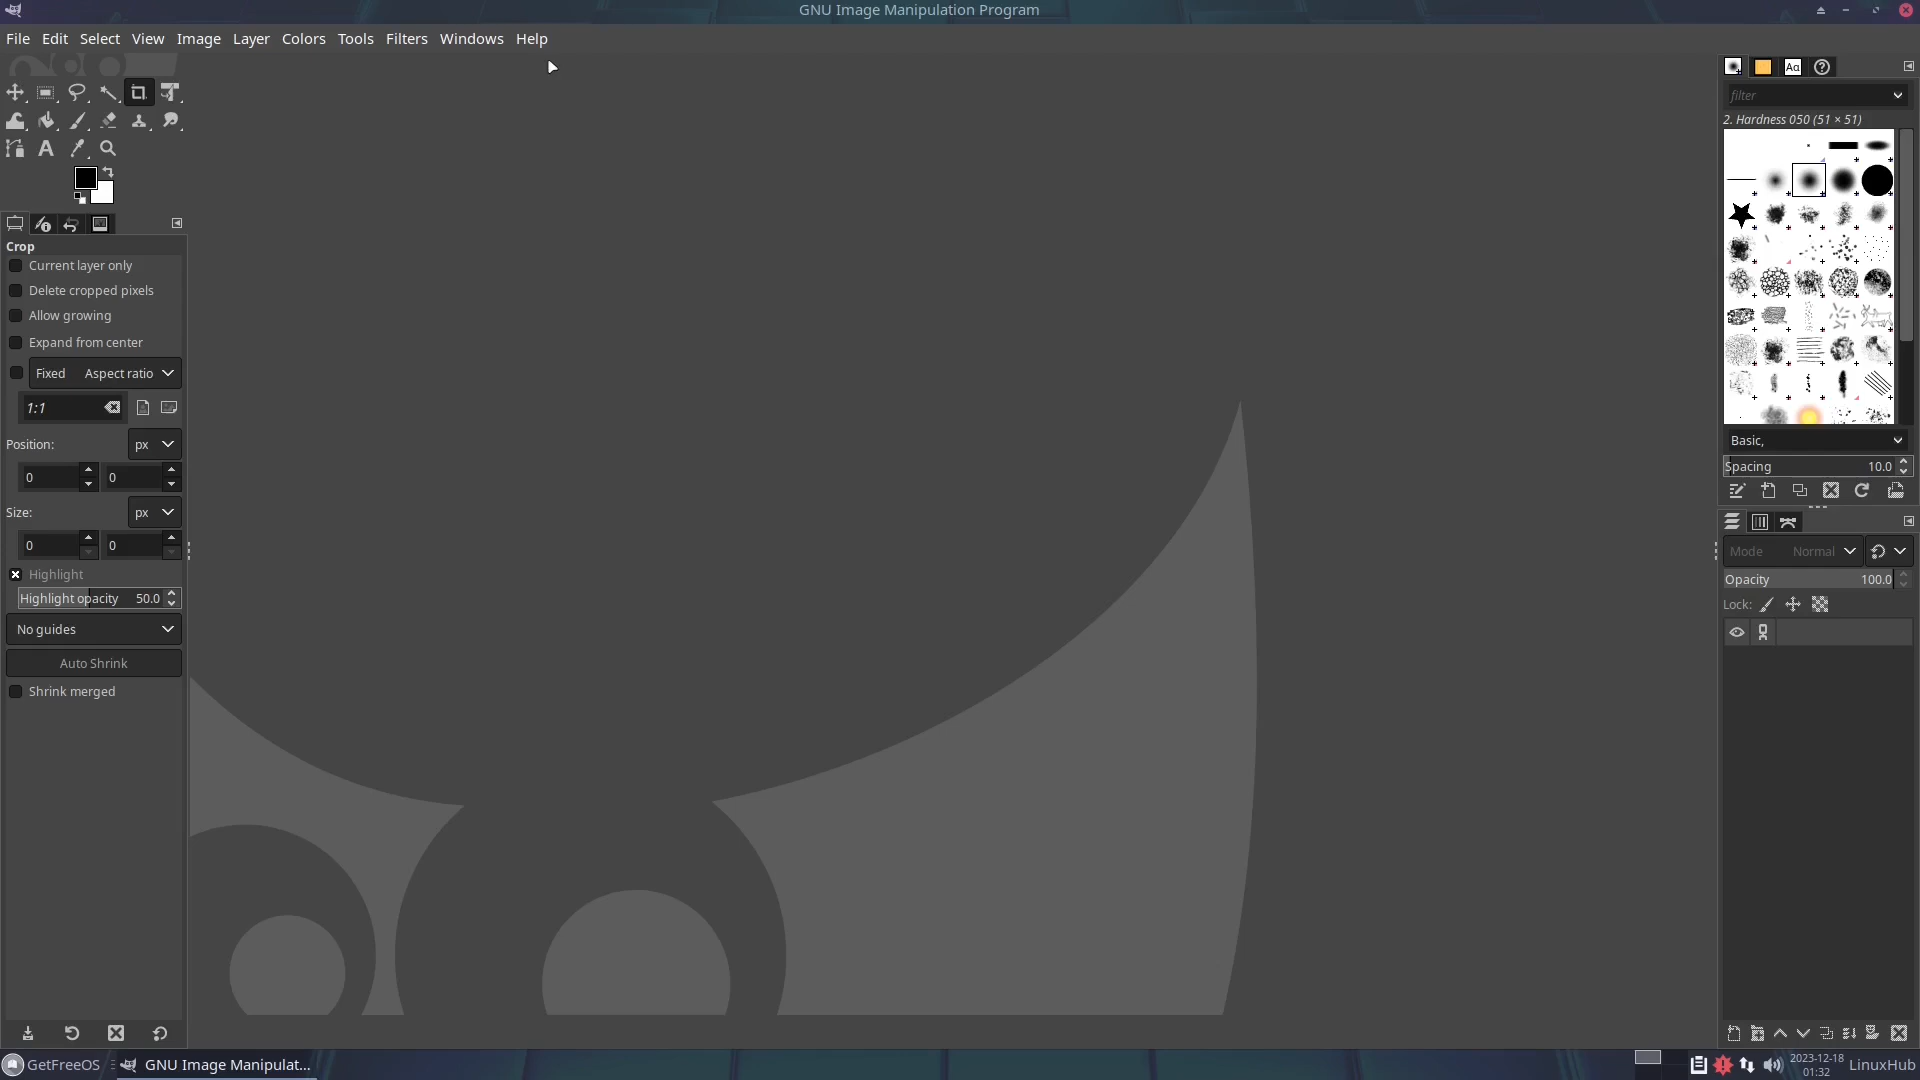 GNU Image Manipulation Program
File Edit Select View Image Layer Colors Tools Filters Windows Help
Aa
filter
2. Hardness 050 (51 × 51)
Crop
Current layer only
Delete cropped pixels
Allow growing
Expand from center
Fixed Aspect ratio
1:1
Position: px
0 0
Size: px
0 0
Highlight
Highlight opacity 50.0
No guides
Auto Shrink
Shrink merged
Basic,
Spacing 10.0
Mode Normal
Opacity 100.0
Lock:
GetFreeOS
GNU Image Manipulat...
2023-12-18
01:32
LinuxHub